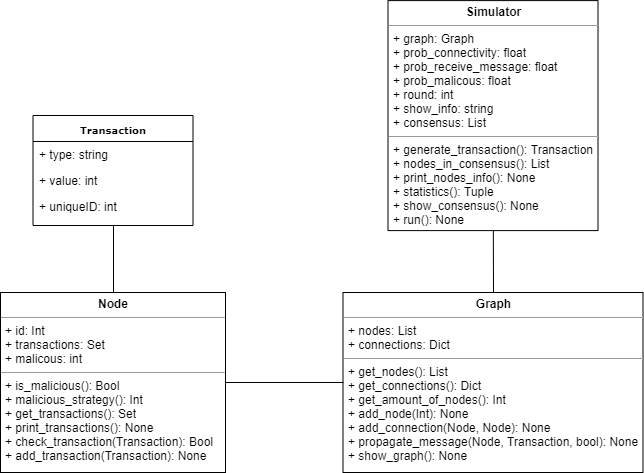 Simulator
+ graph: Graph
+ prob_connectivity: float
+ prob_receive_message: float
+ prob_malicous: float
+ round: int
+ show_info: string
+ consensus: List
+ generate_transaction(): Transaction
+ nodes_in_consensus(): List
+ print_nodes_info(): None
+ statistics(): Tuple
+ show_consensus(): None
+ run(): None
Transaction
+ type: string
+ value: int
+ uniqueID: int
Node
+ id: Int
+ transactions: Set
+ malicous: int
+ is_malicious(): Bool
+ malicious_strategy(): Int
+ get_transactions(): Set
+ print_transactions(): None
+ check_transaction(Transaction): Bool
+ add_transaction(Transaction): None
Graph
+ nodes: List
+ connections: Dict
+ get_nodes(): List
+ get_connections(): Dict
+ get_amount_of_nodes(): Int
+ add_node(Int): None
+ add_connection(Node, Node): None
+ propagate_message(Node, Transaction, bool): None
+ show_graph(): None